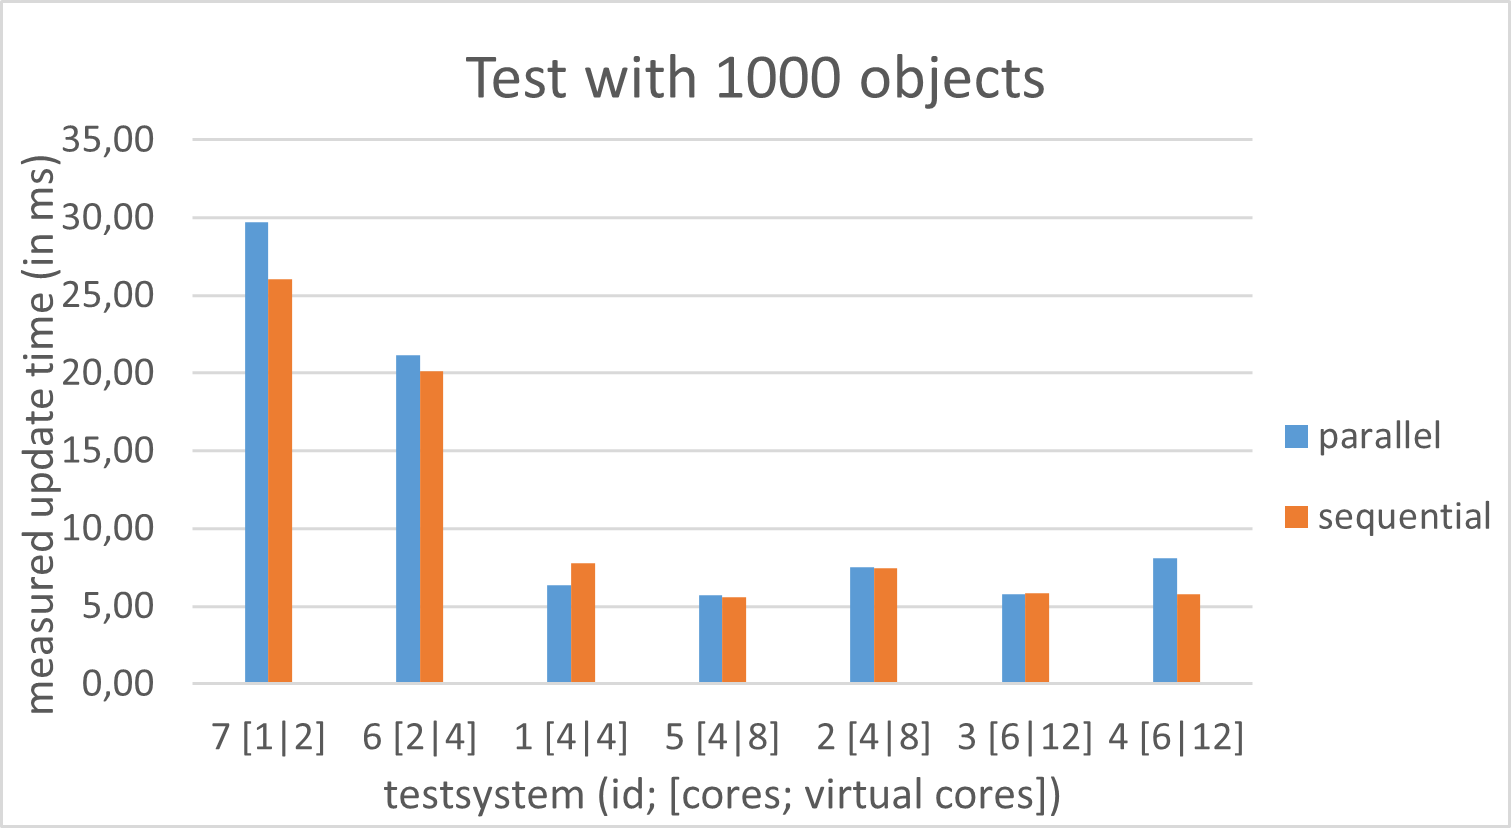 Test with 1000 objects
measured update time (in ms)
35,00
30,00
25,00
20,00
15,00
10,00
5,00
0,00
7 [1|2] 6 [2|4] 1 [4|4] 5 [4|8] 2 [4|8] 3 [6|12] 4 [6|12]
testsystem (id; [cores; virtual cores])
parallel
sequential